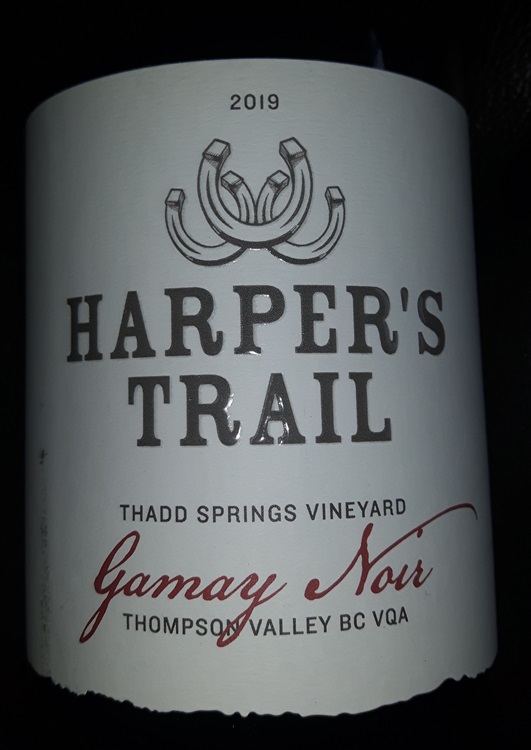 2019
HARPER'S
TRAIL
THADD SPRINGS VINEYARD
Gamay Noir
THOMPSON VALLEY BC VQA